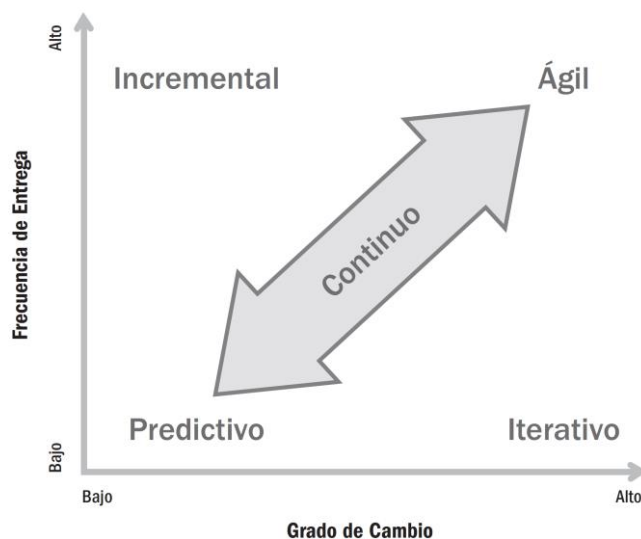 Alto
Incremental
Ágil
Frecuencia de Entrega
Continuo
Predictivo
Iterativo
Bajo
Bajo
Alto
Grado de Cambio